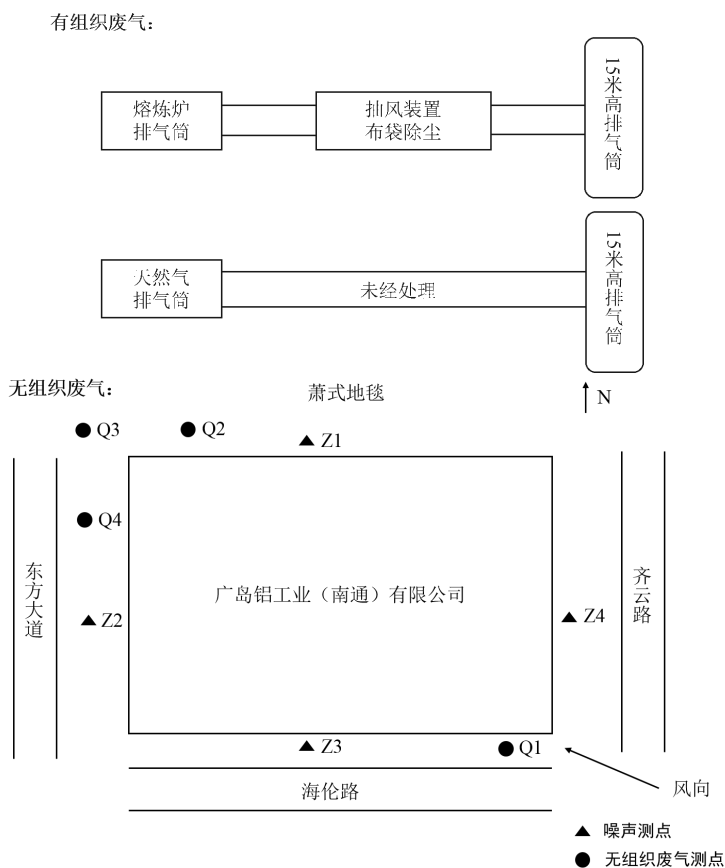 有组织废气：
熔炼炉
排气筒
抽风装置
布袋除尘
15米高排气筒
天然气
排气筒
未经处理
15米高排气筒
无组织废气：
萧式地毯
N
Q3
Q2
Z1
Q4
东方大道
广岛铝工业（南通）有限公司
齐云路
Z2
Z4
Z3
Q1
海伦路
风向
噪声测点
无组织废气测点